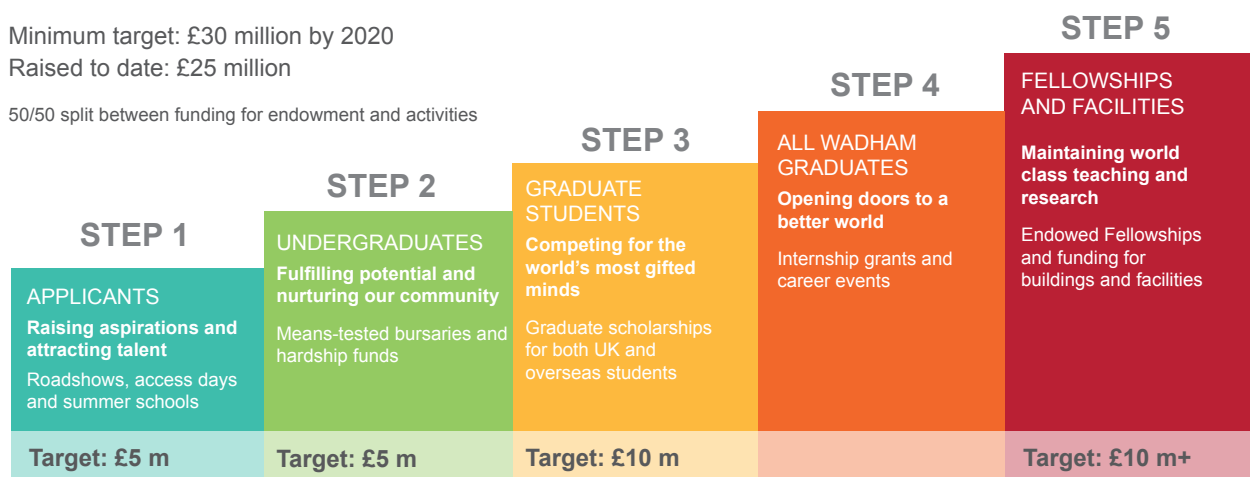 Minimum target: £30 million by 2020
Raised to date: £25 million
50/50 split between funding for endowment and activities
STEP 1
APPLICANTS
Raising aspirations and
attracting talent
Roadshows, access days
and summer schools
Target: £5 m
STEP 2
UNDERGRADUATES
Fulfilling potential and
nurturing our community
Means-tested bursaries and
hardship funds
Target: £5 m
STEP 3
GRADUATE
STUDENTS
Competing for the
world’s most gifted
minds
Graduate scholarships
for both UK and
overseas students
Target: £10 m
STEP 4
ALL WADHAM
GRADUATES
Opening doors to a
better world
Internship grants and
career events
STEP 5
FELLOWSHIPS
AND FACILITIES
Maintaining world
class teaching and
research
Endowed Fellowships
and funding for
buildings and facilities
Target: £10 m+